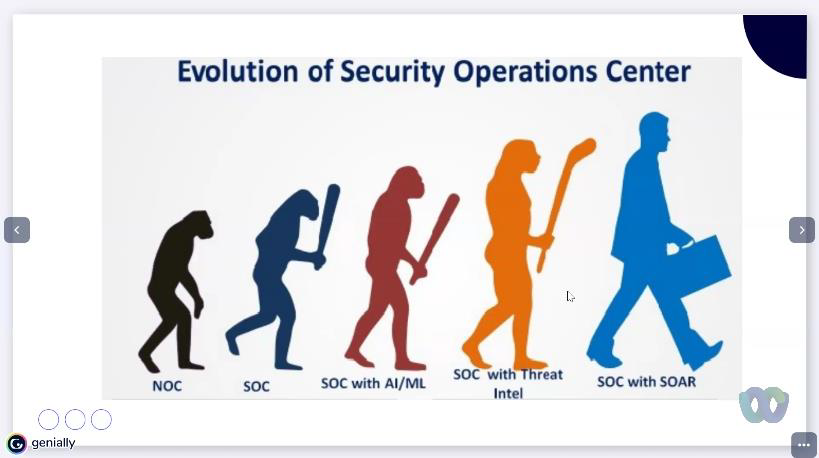 Evolution of Security Operations Center
NOC
SOC
SOC with AI/ML
SOC with Threat
Intel
SOC with SOAR
genially